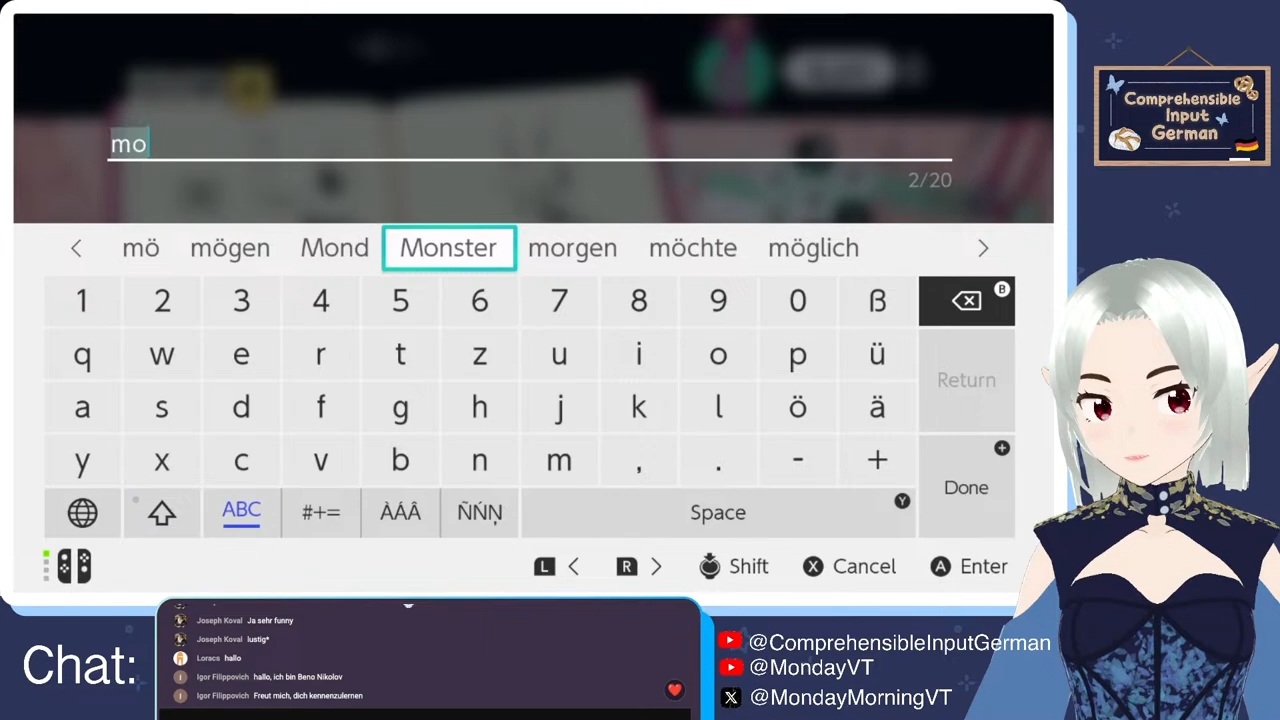 mo
2/20
< mö mögen Mond Monster morgen möchte möglich >
1 2 3 4 5 6 7 8 9 0 ß B
q w e r t z u i o p ü
Return
a s d f g h j k l ö ä
y x c v b n m , . - +
Done
ABC #+= ÀÁÂ ÑŃŅ Space Y
L < R > Shift X Cancel A Enter
Comprehensible
Input
German
Chat:
Joseph Koval Ja sehr funny
Joseph Koval lustig*
Loracs hallo
I Igor Filippovich hallo, ich bin Beno Nikolov
I Igor Filippovich Freut mich, dich kennenzulernen
@ComprehensibleInputGerman
@MondayVT
X @MondayMorningVT